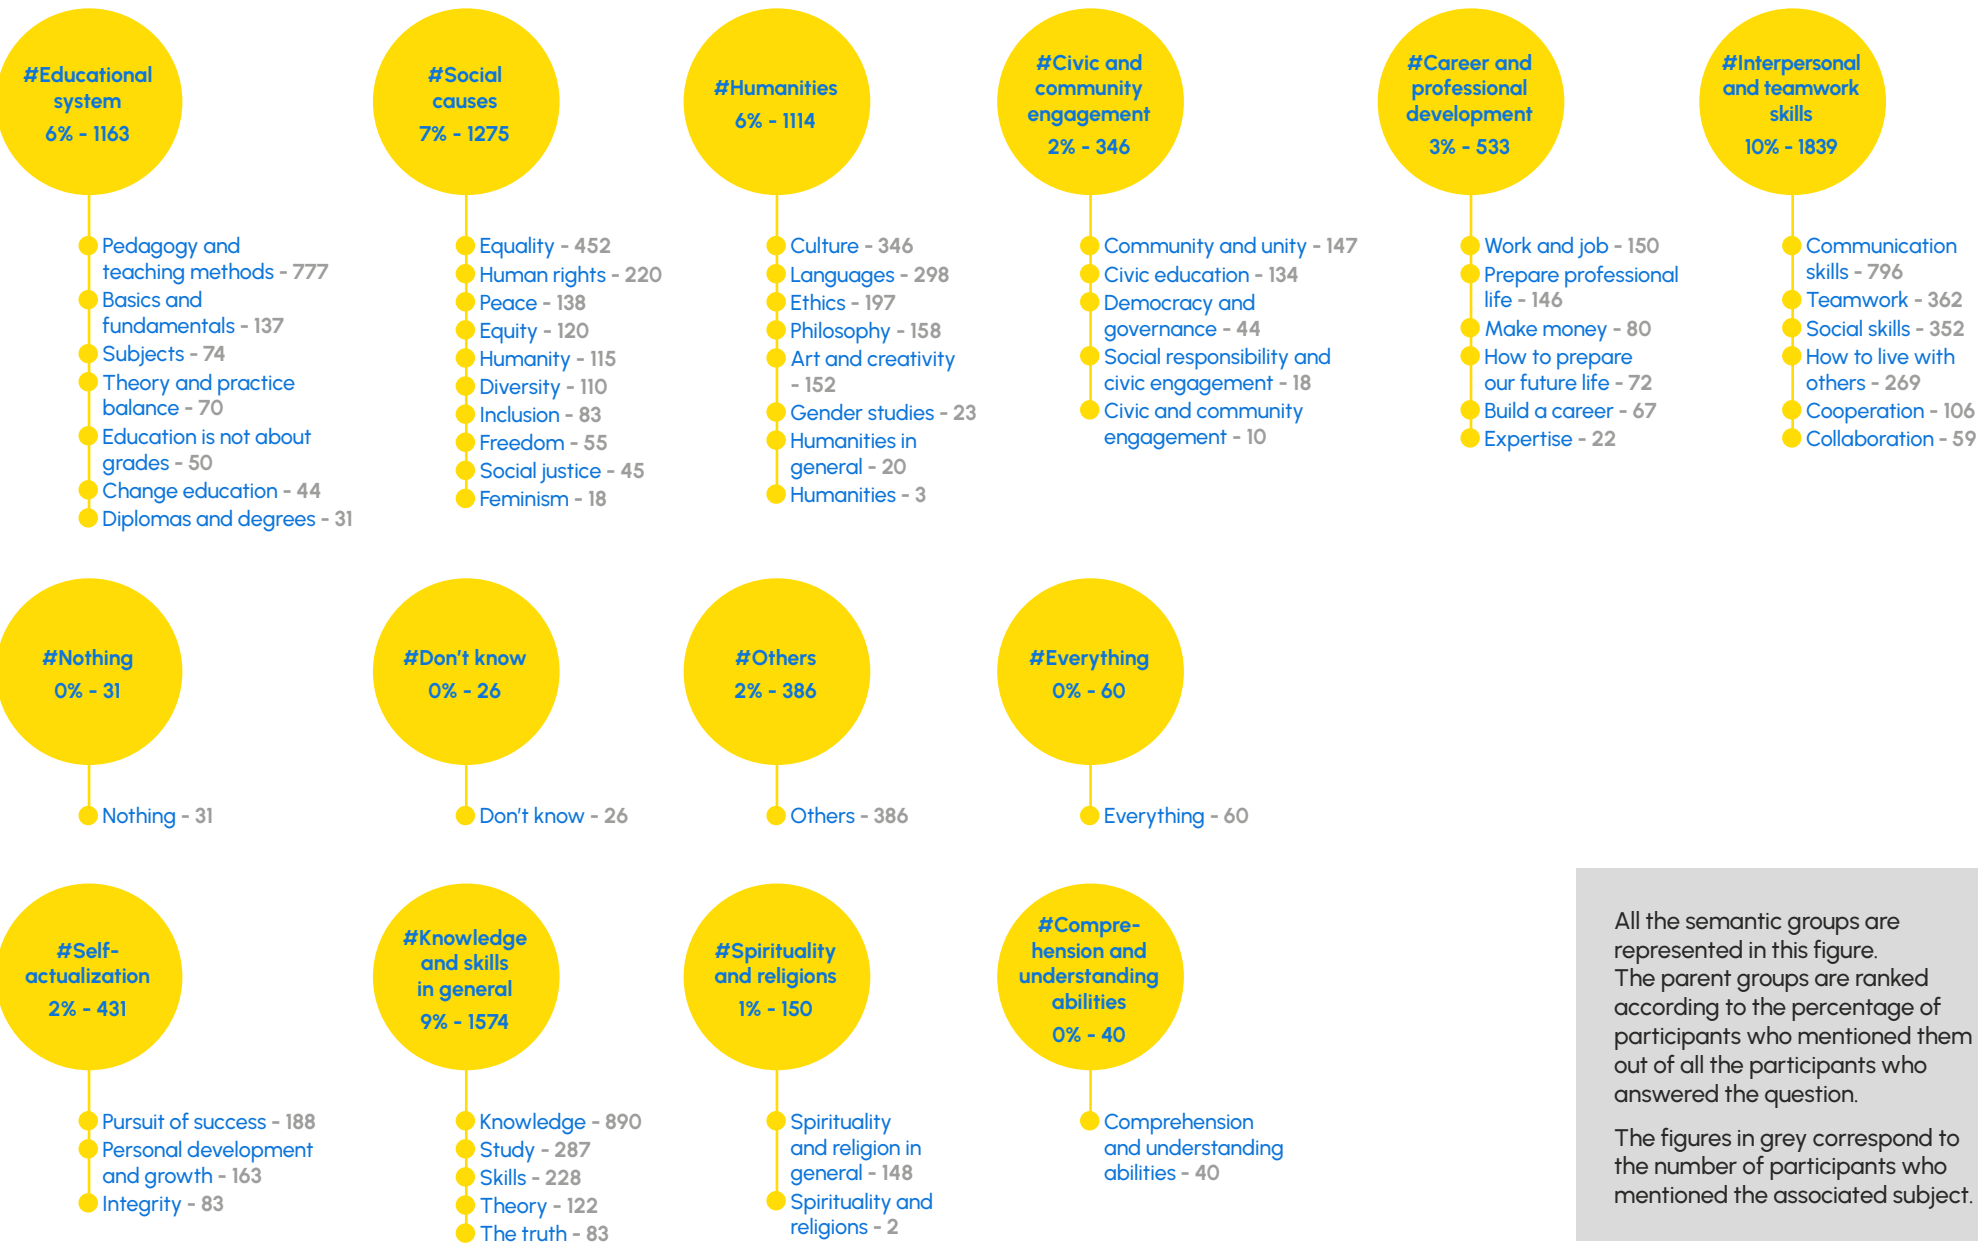 #Educational
system
6% - 1163
Pedagogy and
teaching methods - 777
Basics and
fundamentals - 137
Subjects - 74
Theory and practice
balance - 70
Education is not about
grades - 50
Change education - 44
Diplomas and degrees - 31
#Social
causes
7% - 1275
Equality - 452
Human rights - 220
Peace - 138
Equity - 120
Humanity - 115
Diversity - 110
Inclusion - 83
Freedom - 55
Social justice - 45
Feminism - 18
#Humanities
6% - 1114
Culture - 346
Languages - 298
Ethics - 197
Philosophy - 158
Art and creativity
- 152
Gender studies - 23
Humanities in
general - 20
Humanities - 3
#Civic and
community
engagement
2% - 346
Community and unity - 147
Civic education - 134
Democracy and
governance - 44
Social responsibility and
civic engagement - 18
Civic and community
engagement - 10
#Career and
professional
development
3% - 533
Work and job - 150
Prepare professional
life - 146
Make money - 80
How to prepare
our future life - 72
Build a career - 67
Expertise - 22
#Interpersonal
and teamwork
skills
10% - 1839
Communication
skills - 796
Teamwork - 362
Social skills - 352
How to live with
others - 269
Cooperation - 106
Collaboration - 59
#Nothing
0% - 31
Nothing - 31
#Don't know
0% - 26
Don't know - 26
#Others
2% - 386
Others - 386
#Everything
0% - 60
Everything - 60
#Self-
actualization
2% - 431
Pursuit of success - 188
Personal development
and growth - 163
Integrity - 83
#Knowledge
and skills
in general
9% - 1574
Knowledge - 890
Study - 287
Skills - 228
Theory - 122
The truth - 83
#Spirituality
and religions
1% - 150
Spirituality
and religion in
general - 148
Spirituality and
religions - 2
#Compre-
hension and
understanding
abilities
0% - 40
Comprehension
and understanding
abilities - 40
All the semantic groups are
represented in this figure.
The parent groups are ranked
according to the percentage of
participants who mentioned them
out of all the participants who
answered the question.
The figures in grey correspond to
the number of participants who
mentioned the associated subject.